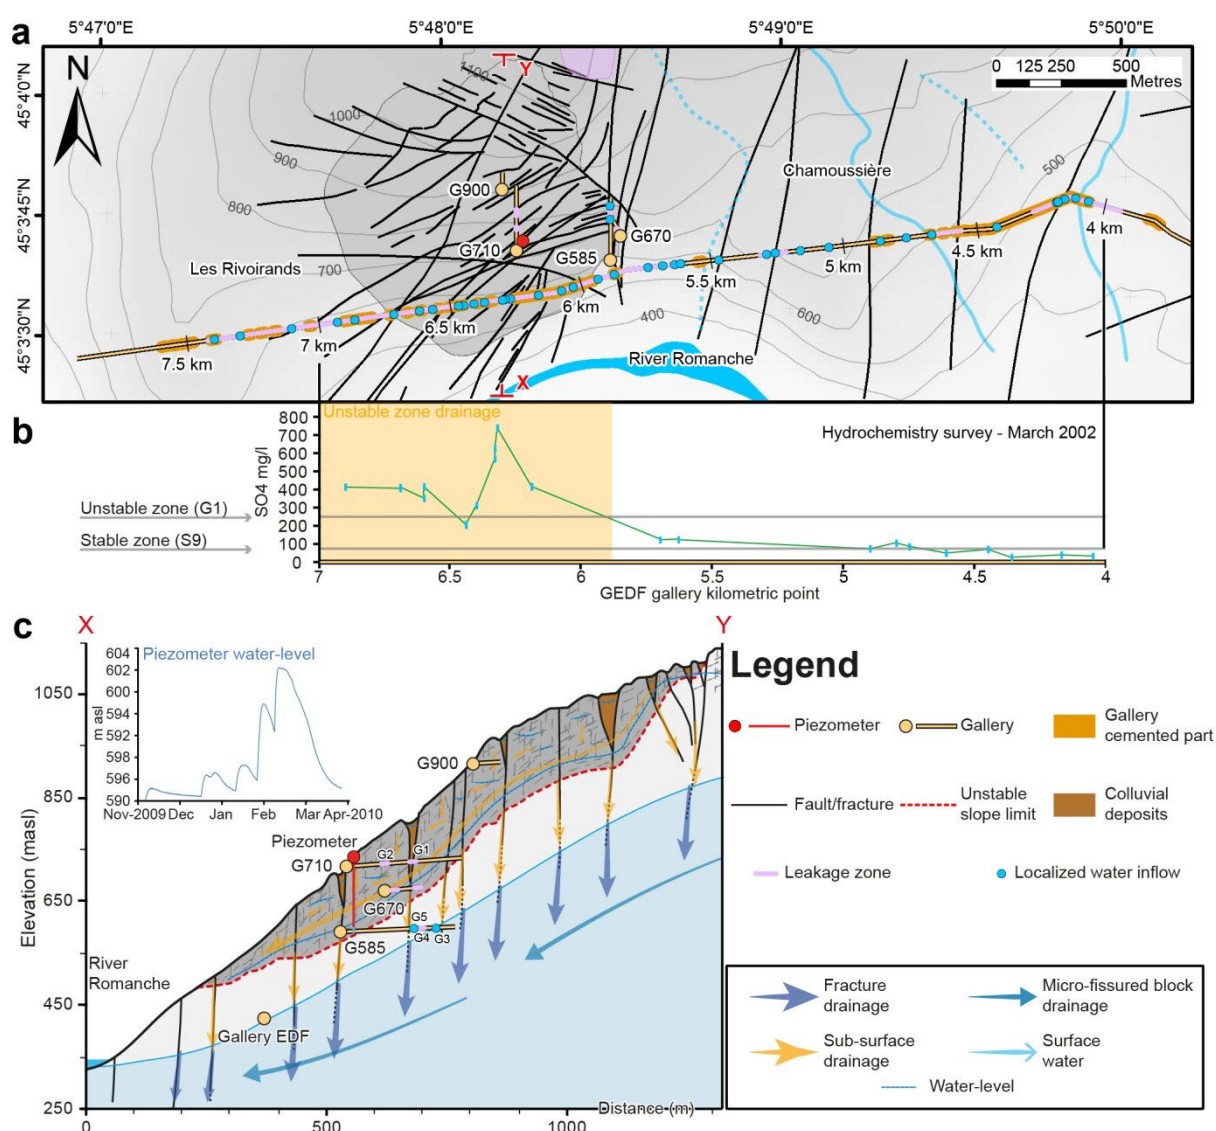 a
5°47'0"E
5°48'0"E
5°49'0"E
5°50'0"E
45°4'0"N
45°3'45"N
45°3'30"N
N
Y
1100
1000
900
800
700
0 125 250 500
Metres
500
Chamoussière
G900
G710
G670
G585
Les Rivoirands
4 km
4.5 km
5 km
5.5 km
6 km
6.5 km
7 km
7.5 km
400
600
River Romanche
X
b
Unstable zone drainage
Hydrochemistry survey - March 2002
SO4 mg/l
800
700
600
500
400
300
200
100
0
Unstable zone (G1)
Stable zone (S9)
7 6.5 6 5.5 5 4.5 4
GEDF gallery kilometric point
c
X
Y
Piezometer water-level
m asl
604
602
600
594
592
598
596
590
Nov-2009 Dec Jan Feb Mar Apr-2010
Elevation (masl)
1050
850
650
450
250
G900
Piezometer
G710
G2
G1
G670
G5
G4
G3
G585
River
Romanche
Gallery EDF
0 500 1000
Distance (m)
Legend
Piezometer
Gallery
Gallery
cemented part
Fault/fracture
Unstable
slope limit
Colluvial
deposits
Leakage zone
Localized water inflow
Fracture
drainage
Micro-fissured block
drainage
Sub-surface
drainage
Surface
water
Water-level